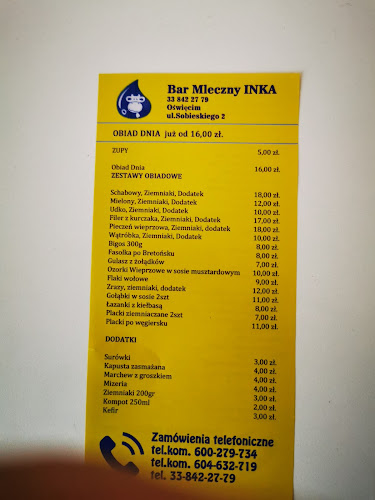 Bar Mleczny INKA
33 842 27 79
Oświęcim
ul.Sobieskiego 2
OBIAD DNIA już od 16,00 zł.
ZUPY 5,00 zł.
Obiad Dnia 16,00 zł.
ZESTAWY OBIADOWE
Schabowy, Ziemniaki, Dodatek 18,00 zł.
Mielony, Ziemniaki, Dodatek 12,00 zł.
Udko, Ziemniaki, Dodatek 10,00 zł.
Filer z kurczaka, Ziemniaki, Dodatek 17,00 zł.
Pieczeń wieprzowa, Ziemniaki, dodatek 18,00 zł.
Wątróbka, Ziemniaki, Dodatek 10,00 zł.
Bigos 300g 8,00 zł.
Fasolka po Bretońsku 8,00 zł.
Gulasz z żołądków 7,00 zł.
Ozorki Wieprzowe w sosie musztardowym 10,00 zł.
Flaki wołowe 9,00 zł.
Zrazy, ziemniaki, dodatek 12,00 zł.
Gołąbki w sosie 2szt 11,00 zł.
Łazanki z kiełbasą 8,00 zł.
Placki ziemniaczane 2szt 7,00 zł.
Placki po węgiersku 11,00 zł.
DODATKI
Surówki 3,00 zł.
Kapusta zasmażana 4,00 zł.
Marchew z groszkiem 4,00 zł.
Mizeria 4,00 zł.
Ziemniaki 200gr 3,00 zł.
Kompot 250ml 2,00 zł.
Kefir 3,00 zł.
Zamówienia telefoniczne
tel.kom. 600-279-734
tel.kom. 604-632-719
tel. 33-842-27-79